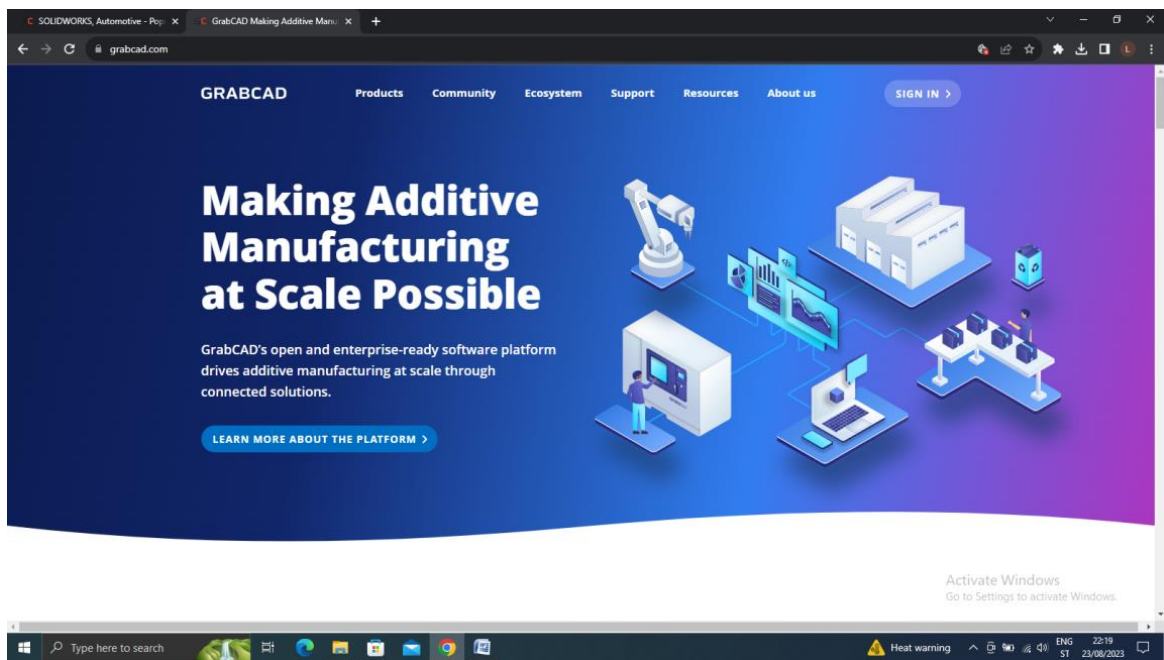 SOLIDWORKS, Automotive - Pop
GrabCAD Making Additive Manu
grabcad.com
L
GRABCAD
Products
Community
Ecosystem
Support
Resources
About us
SIGN IN >
Making Additive
Manufacturing
at Scale Possible
GrabCAD's open and enterprise-ready software platform
drives additive manufacturing at scale through
connected solutions.
LEARN MORE ABOUT THE PLATFORM >
Activate Windows
Go to Settings to activate Windows.
Type here to search
Heat warning
ENG
ST
22:19
23/08/2023